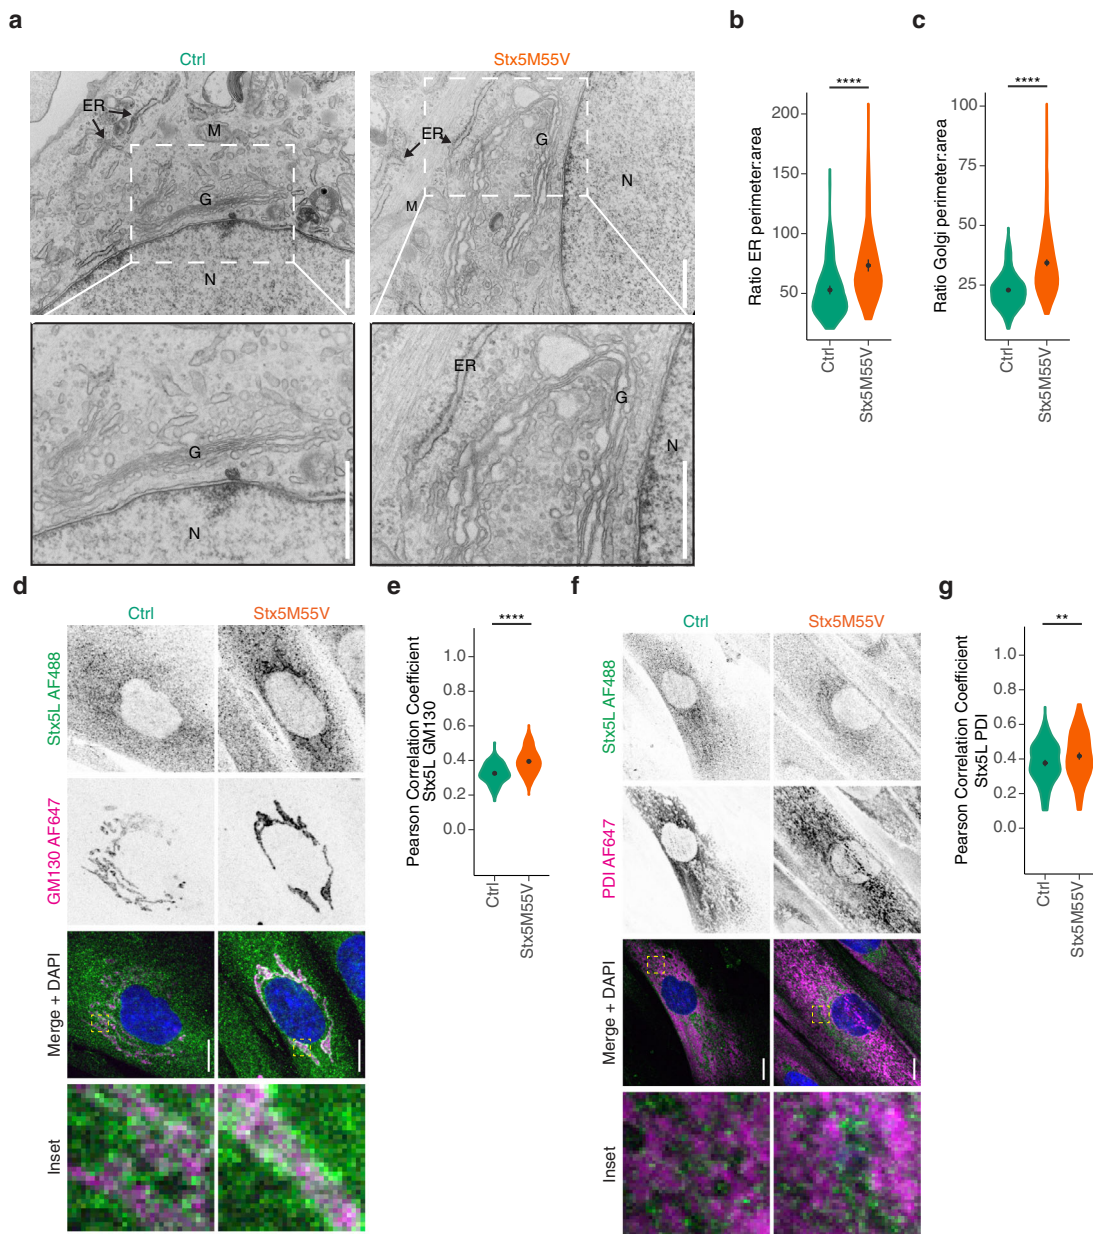 a
Ctrl
Stx5M55V
ER
M
G
N
ER
G
N
M
G
N
ER
G
N
b
****
Ratio ER perimeter:area
200
150
100
50
Ctrl
Stx5M55V
c
****
Ratio Golgi perimeter:area
100
75
50
25
Ctrl
Stx5M55V
d
Ctrl
Stx5M55V
Stx5L AF488
GM130 AF647
Merge + DAPI
Inset
e
****
Pearson Correlation Coefficient
Stx5L GM130
1.0
0.8
0.6
0.4
0.2
0.0
Ctrl
Stx5M55V
f
Ctrl
Stx5M55V
Stx5L AF488
PDI AF647
Merge + DAPI
Inset
g
**
Pearson Correlation Coefficient
Stx5L PDI
1.0
0.8
0.6
0.4
0.2
0.0
Ctrl
Stx5M55V